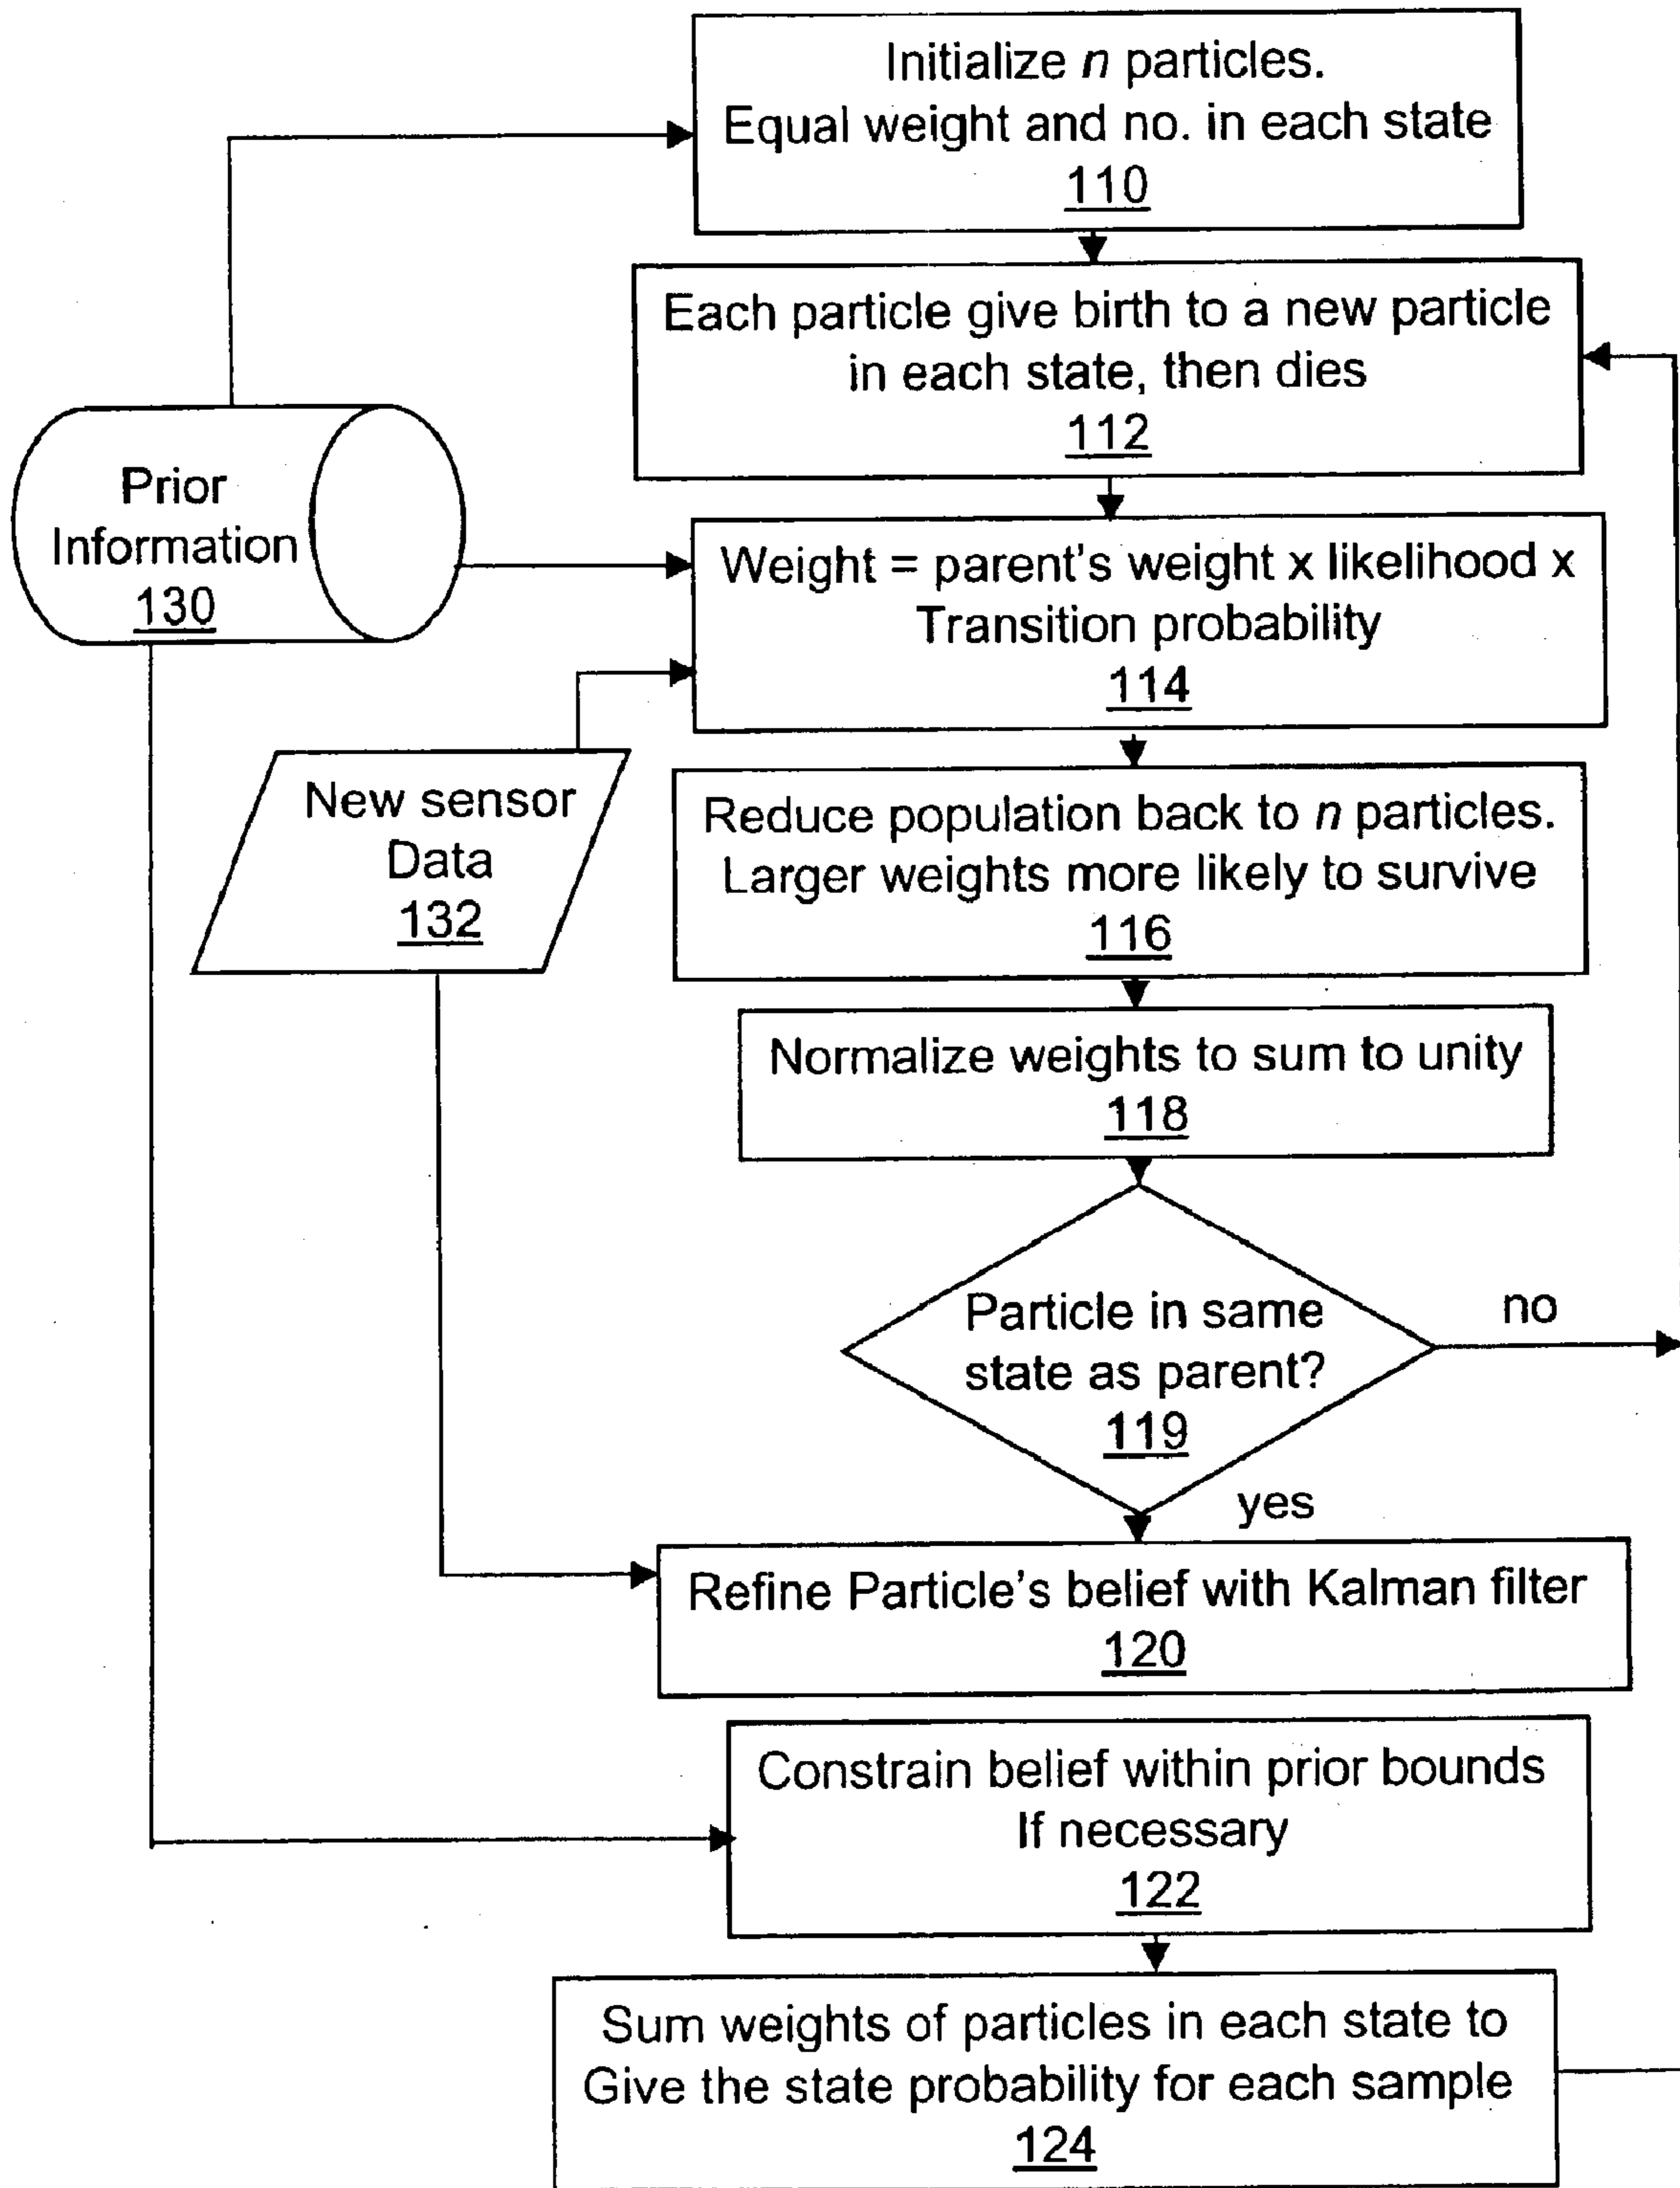 Initialize n particles.
Equal weight and no. in each state
110
Each particle give birth to a new particle
in each state, then dies
112
Prior
Information
130
Weight = parent's weight x likelihood x
Transition probability
114
New sensor
Data
132
Reduce population back to n particles.
Larger weights more likely to survive
116
Normalize weights to sum to unity
118
Particle in same
state as parent?
119
no
yes
Refine Particle's belief with Kalman filter
120
Constrain belief within prior bounds
If necessary
122
Sum weights of particles in each state to
Give the state probability for each sample
124